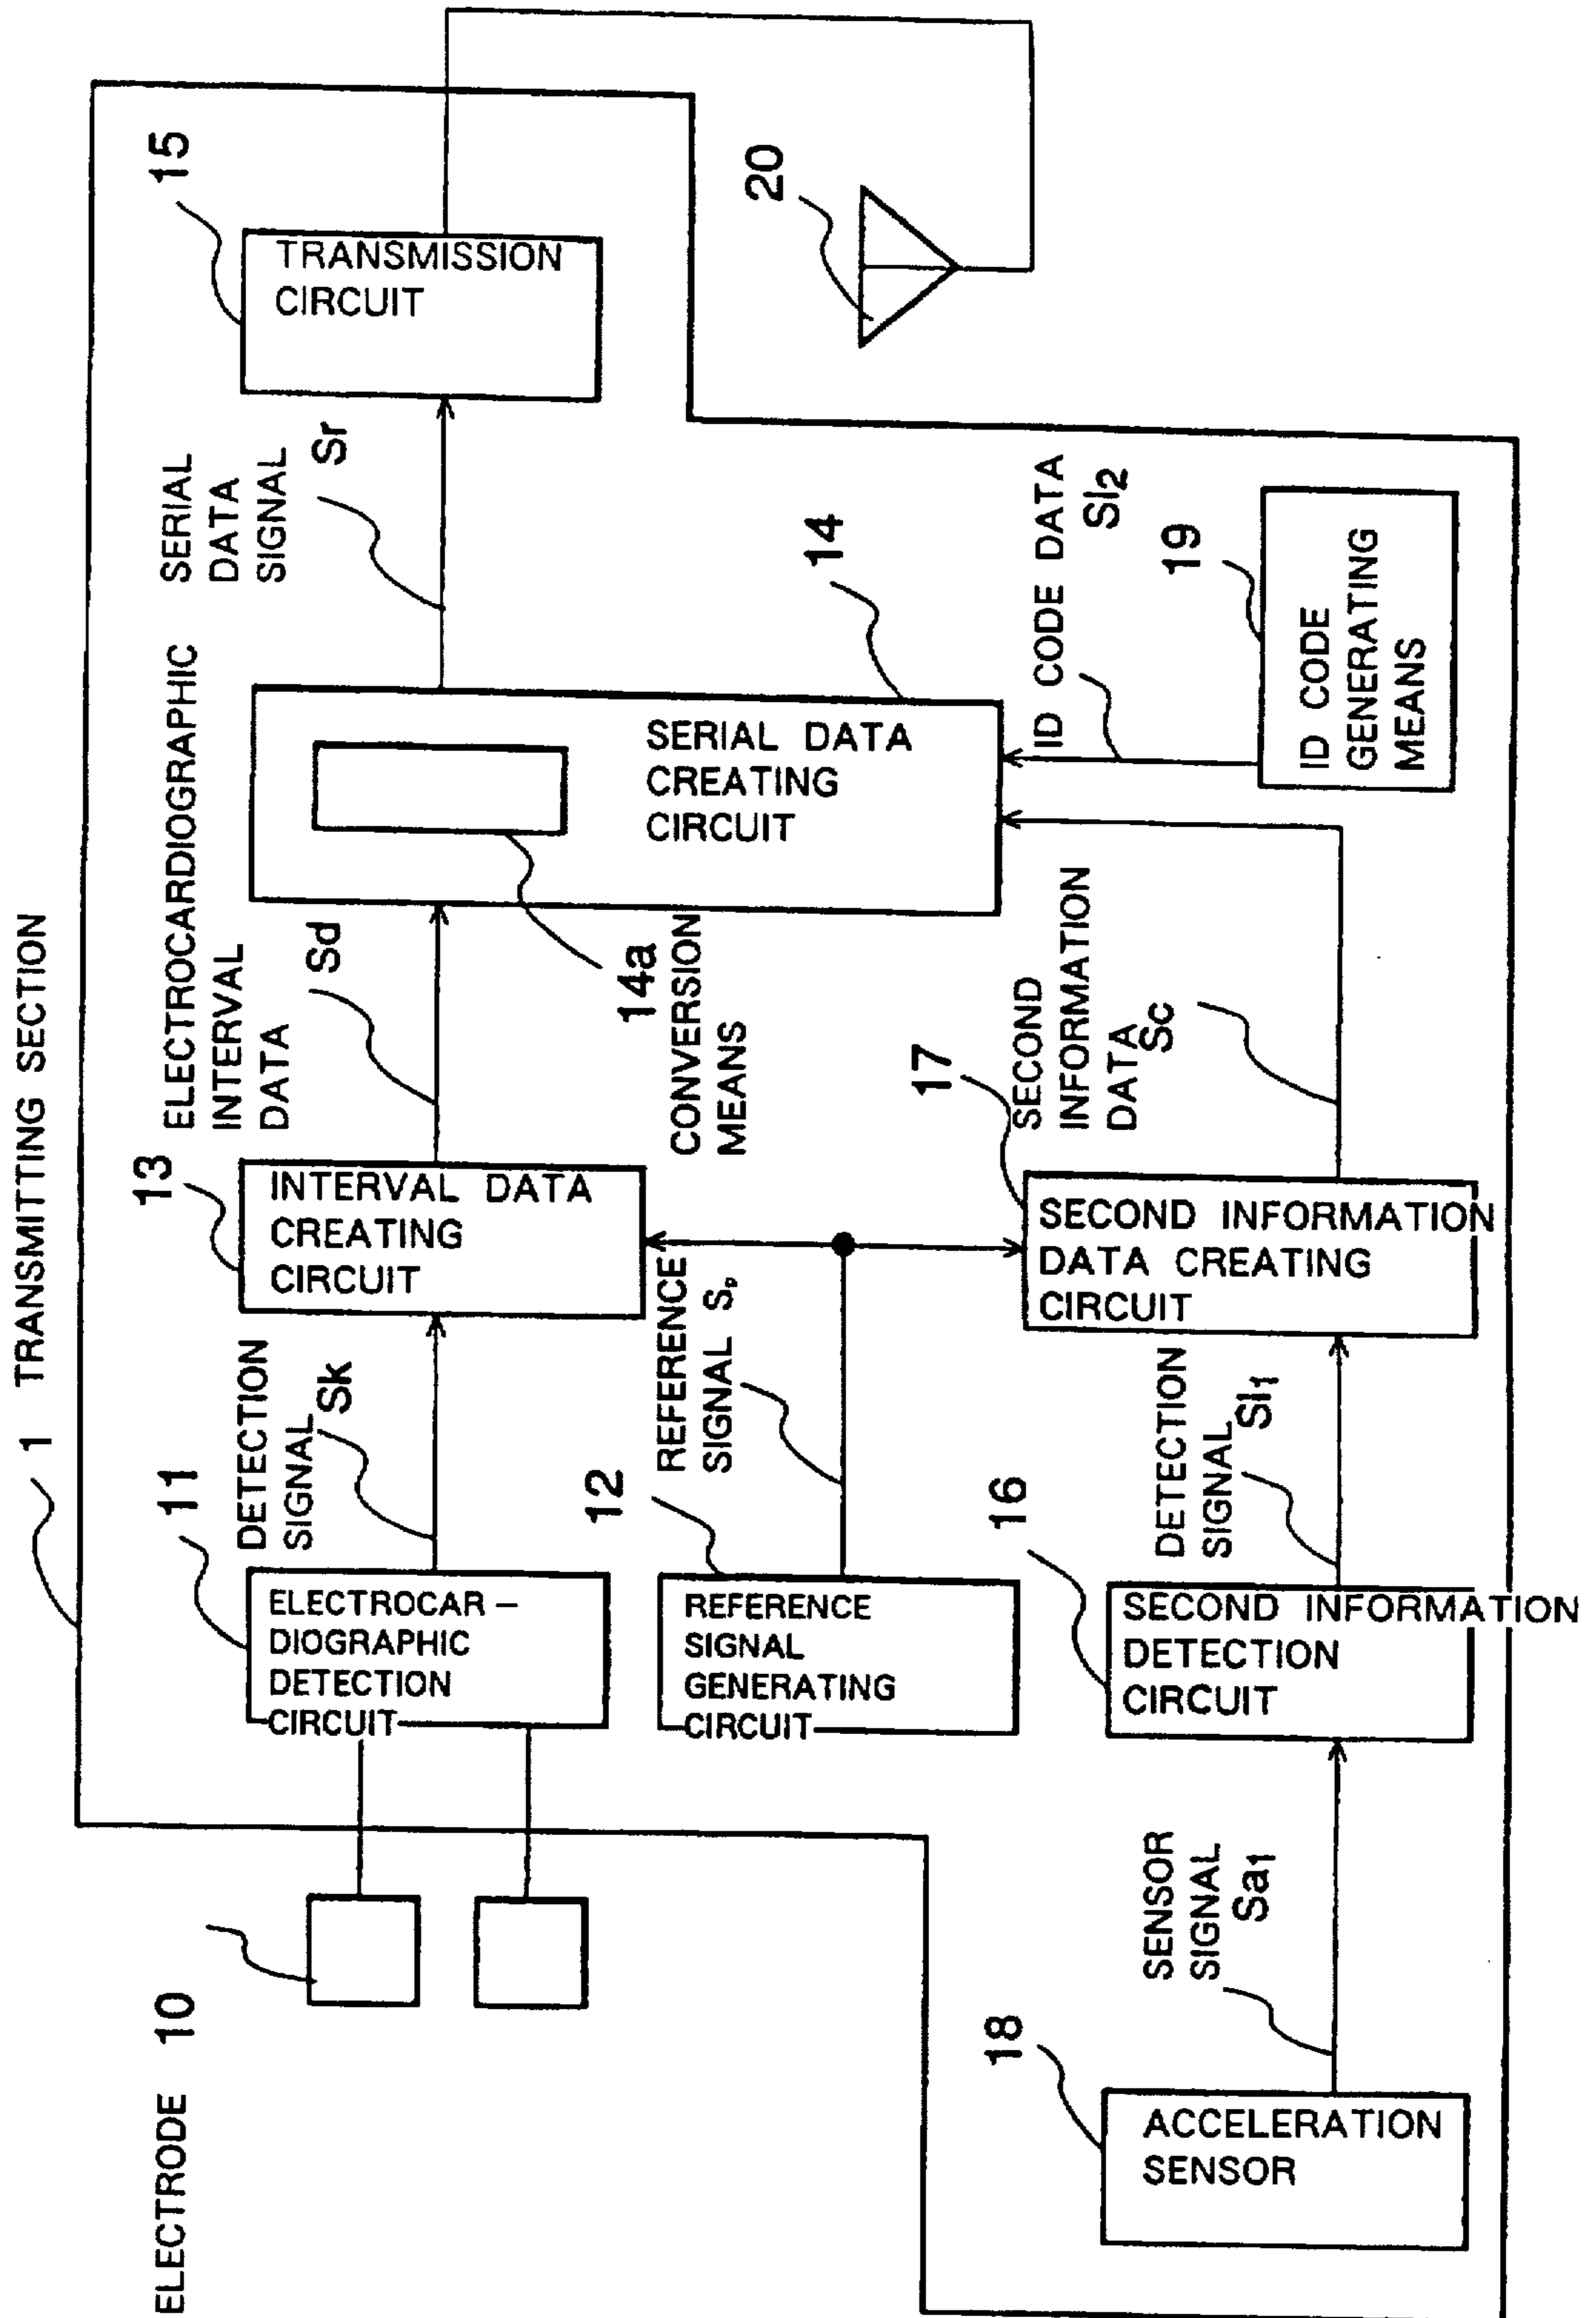 1 TRANSMITTING SECTION
ELECTRODE 10
11
ELECTROCAR–
DIOGRAPHIC
DETECTION
CIRCUIT
DETECTION
SIGNAL
Sk
13
INTERVAL DATA
CREATING
CIRCUIT
ELECTROCARDIOGRAPHIC
INTERVAL
DATA
Sd
14a
CONVERSION
MEANS
SERIAL DATA
CREATING
CIRCUIT
14
SERIAL
DATA
SIGNAL
Sr
15
TRANSMISSION
CIRCUIT
20
12
REFERENCE
SIGNAL
GENERATING
CIRCUIT
REFERENCE
SIGNAL
18
ACCELERATION
SENSOR
SENSOR
SIGNAL
Sa1
16
SECOND INFORMATION
DETECTION
CIRCUIT
DETECTION
SIGNAL
SI1
17
SECOND INFORMATION
DATA CREATING
CIRCUIT
SECOND
INFORMATION
DATA
Sc
ID CODE DATA
SI2
19
ID CODE
GENERATING
MEANS